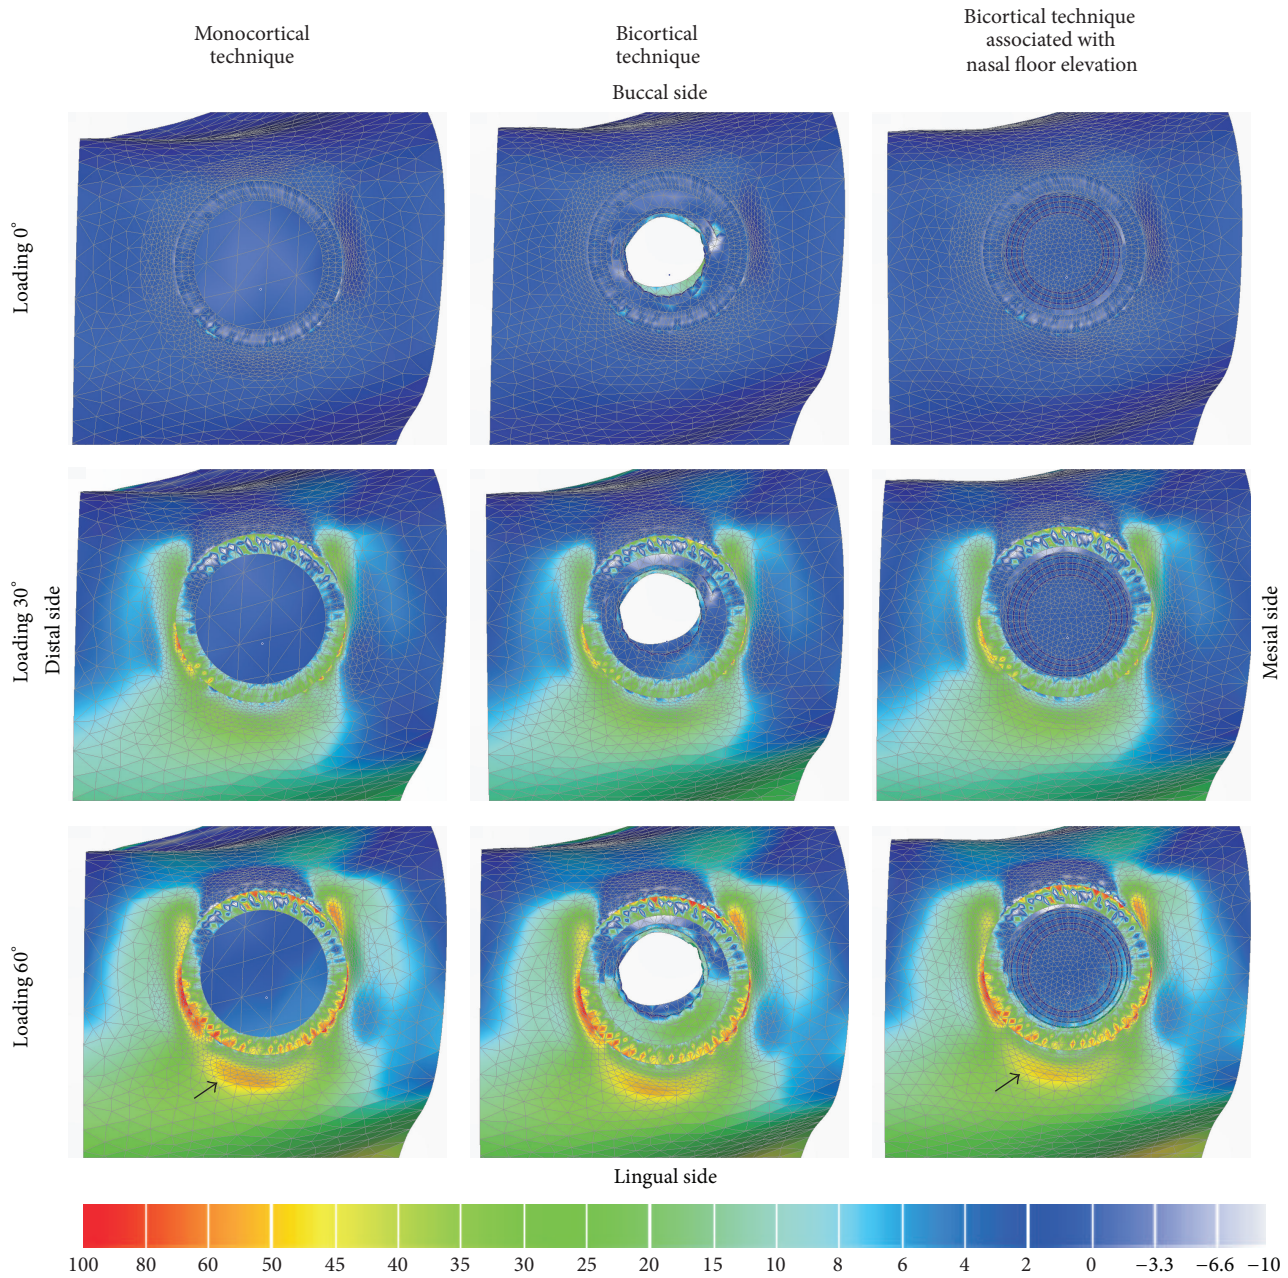 Monocortical
technique
Bicortical
technique
Bicortical technique
associated with
nasal floor elevation
Buccal side
Loading 0°
Loading 30°
Distal side
Mesial side
Loading 60°
Lingual side
100 80 60 50 45 40 35 30 25 20 15 10 8 6 4 2 0 −3.3 −6.6 −10